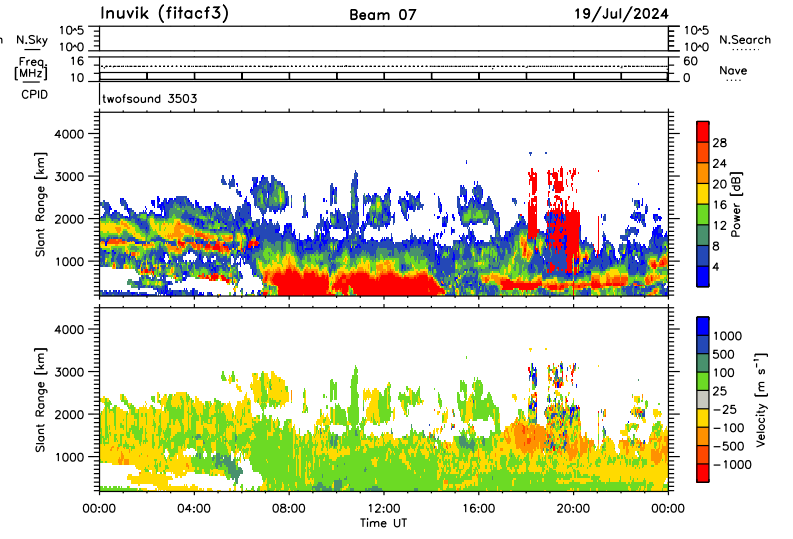 Inuvik (fitacf3) Beam 07 19/Jul/2024
h N.Sky 10^5 10^5 N.Search
10^0 10^0
Freq. 16 60
[MHz] 10 0 Nave
CPID twofsound 3503
Slant Range [km]
4000
3000
2000
1000
28
24
20
16
12
8
4
Power [dB]
Slant Range [km]
4000
3000
2000
1000
1000
500
100
25
-25
-100
-500
-1000
Velocity [m s⁻¹]
00:00 04:00 08:00 12:00 16:00 20:00 00:00
Time UT